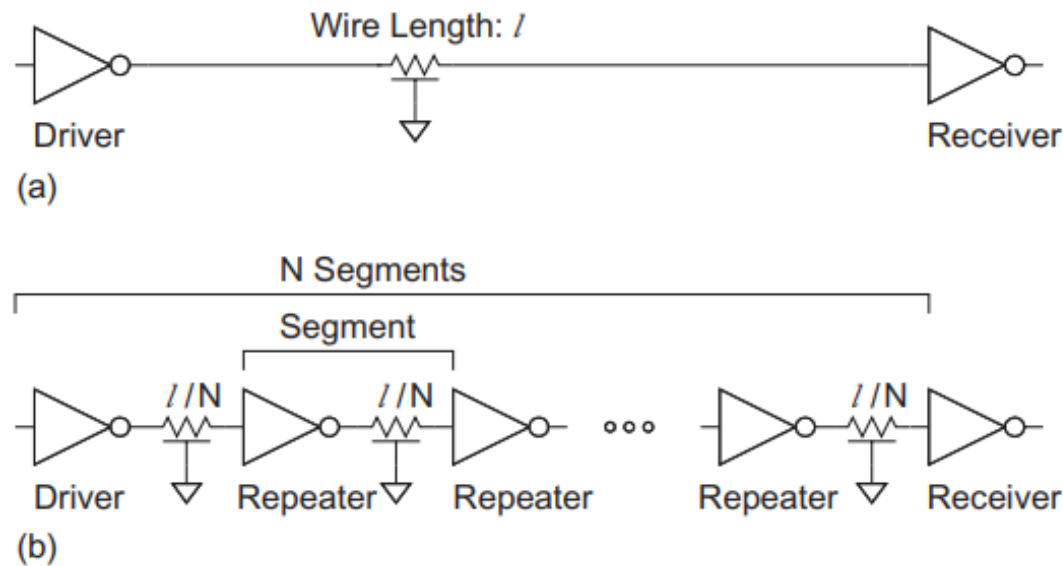 Wire Length: l
Driver
Receiver
(a)
N Segments
Segment
l/N
l/N
l/N
Driver
Repeater
Repeater
Repeater
Receiver
(b)